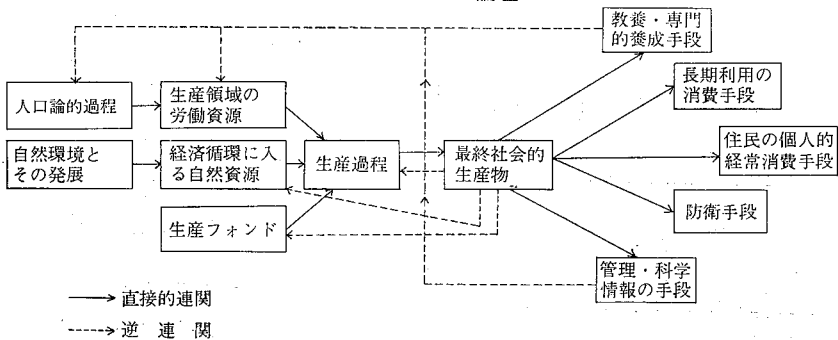 教養・専門
的養成手段
人口論的過程
生産領域の
労働資源
長期利用の
消費手段
自然環境と
その発展
経済循環に入
る自然資源
生産過程
最終社会的
生産物
住民の個人的
経常消費手段
生産フォンド
防衛手段
管理・科学
情報の手段
直接的連関
逆連関